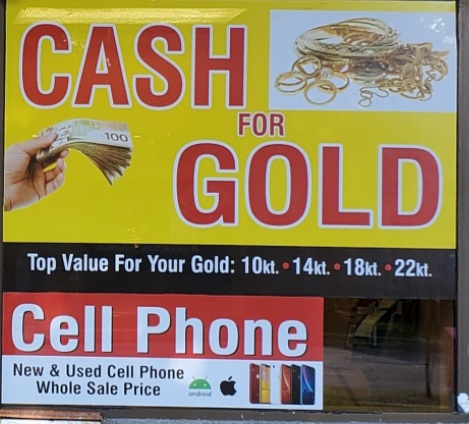 CASH
FOR
GOLD
100
Top Value For Your Gold: 10kt. • 14kt. • 18kt. • 22kt.
Cell Phone
New & Used Cell Phone
Whole Sale Price
android